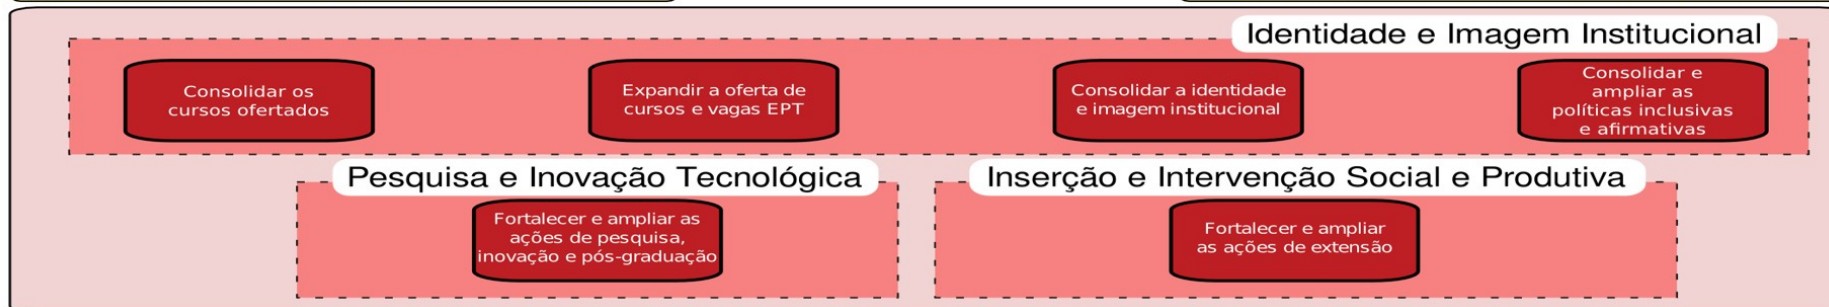 Identidade e Imagem Institucional
Consolidar os
cursos ofertados
Expandir a oferta de
cursos e vagas EPT
Consolidar a identidade
e imagem institucional
Consolidar e
ampliar as
políticas inclusivas
e afirmativas
Pesquisa e Inovação Tecnológica
Fortalecer e ampliar as
ações de pesquisa,
inovação e pós-graduação
Inserção e Intervenção Social e Produtiva
Fortalecer e ampliar
as ações de extensão